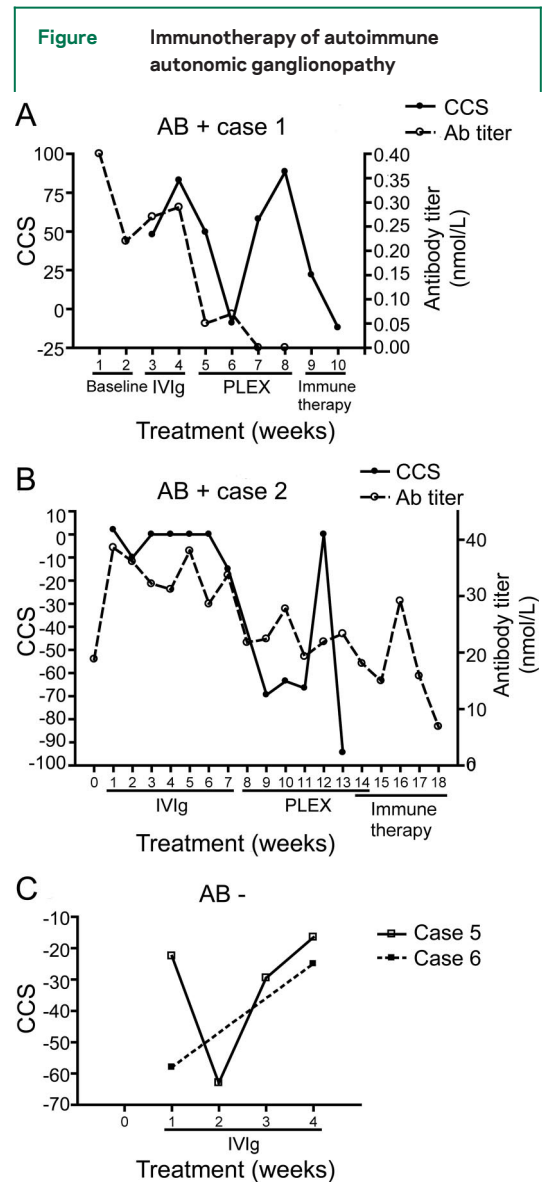 Figure Immunotherapy of autoimmune
autonomic ganglionopathy
A
AB + case 1
CCS
Ab titer
100
75
50
25
0
-25
CCS
0.40
0.35
0.30
0.25
0.20
0.15
0.10
0.05
0.00
Antibody titer
(nmol/L)
1 2 3 4 5 6 7 8 9 10
Baseline IVIg PLEX Immune
therapy
Treatment (weeks)
B
AB + case 2
CCS
Ab titer
10
0
-10
-20
-30
-40
-50
-60
-70
-80
-90
-100
CCS
40
30
20
10
0
Antibody titer
(nmol/L)
0 1 2 3 4 5 6 7 8 9 10 11 12 13 14 15 16 17 18
IVIg PLEX Immune
therapy
Treatment (weeks)
C
AB -
Case 5
Case 6
-10
-20
-30
-40
-50
-60
-70
CCS
0 1 2 3 4
IVIg
Treatment (weeks)